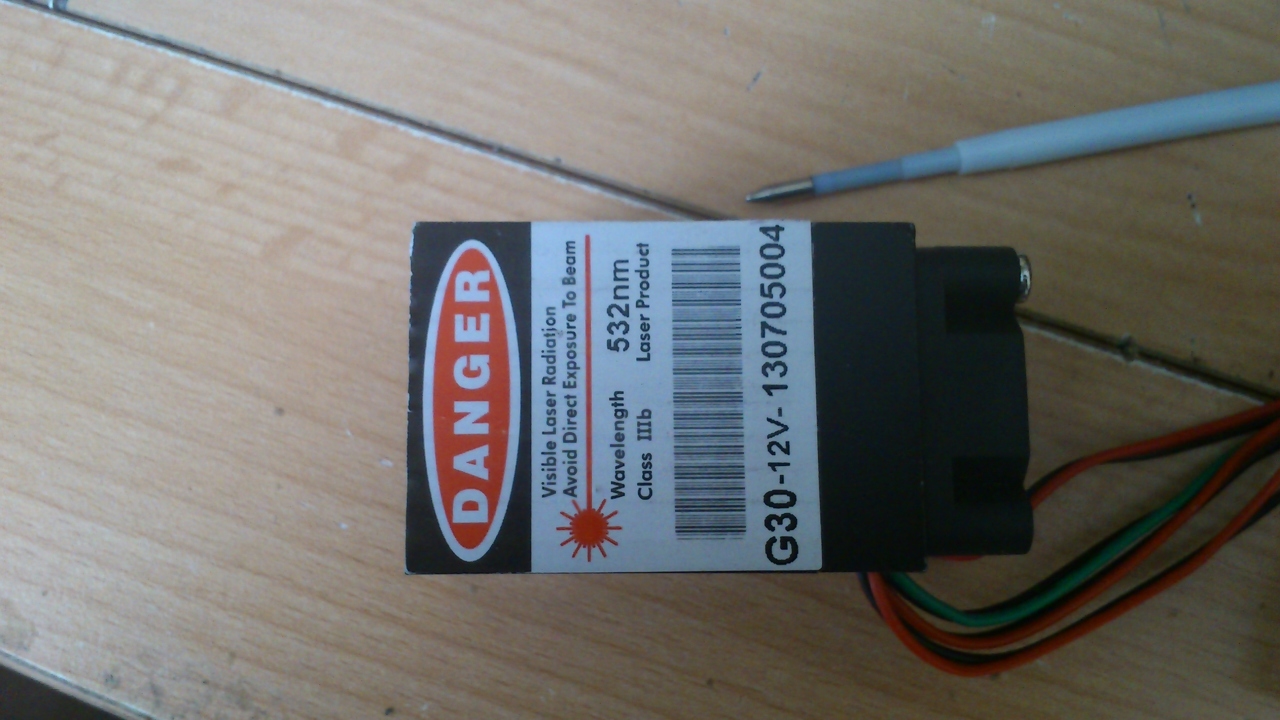 DANGER
Visible Laser Radiation
Avoid Direct Exposure To Beam
Wavelength 532nm
Class IIIb Laser Product
G30-12V-130705004